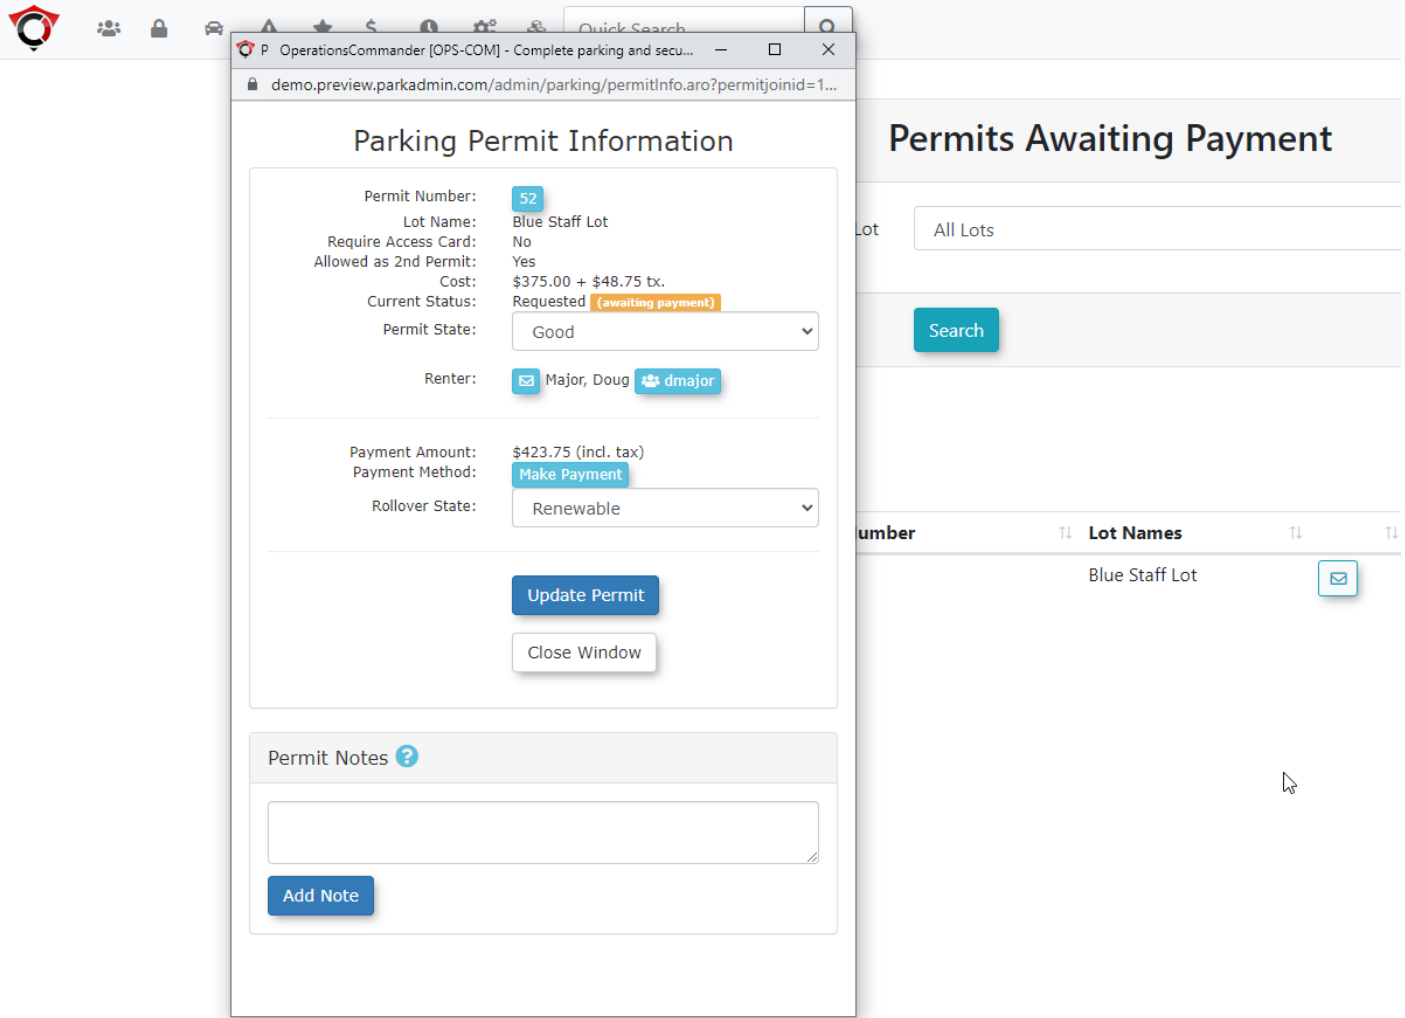 Quick Search
P OperationsCommander [OPS-COM] - Complete parking and secu...
demo.preview.parkadmin.com/admin/parking/permitInfo.aro?permitjoinid=1...
Parking Permit Information
Permit Number: 52
Lot Name: Blue Staff Lot
Require Access Card: No
Allowed as 2nd Permit: Yes
Cost: $375.00 + $48.75 tx.
Current Status: Requested (awaiting payment)
Permit State: Good
Renter: Major, Doug dmajor
Payment Amount: $423.75 (incl. tax)
Payment Method: Make Payment
Rollover State: Renewable
Update Permit
Close Window
Permit Notes ?
Add Note
Permits Awaiting Payment
Lot All Lots
Search
umber Lot Names
Blue Staff Lot